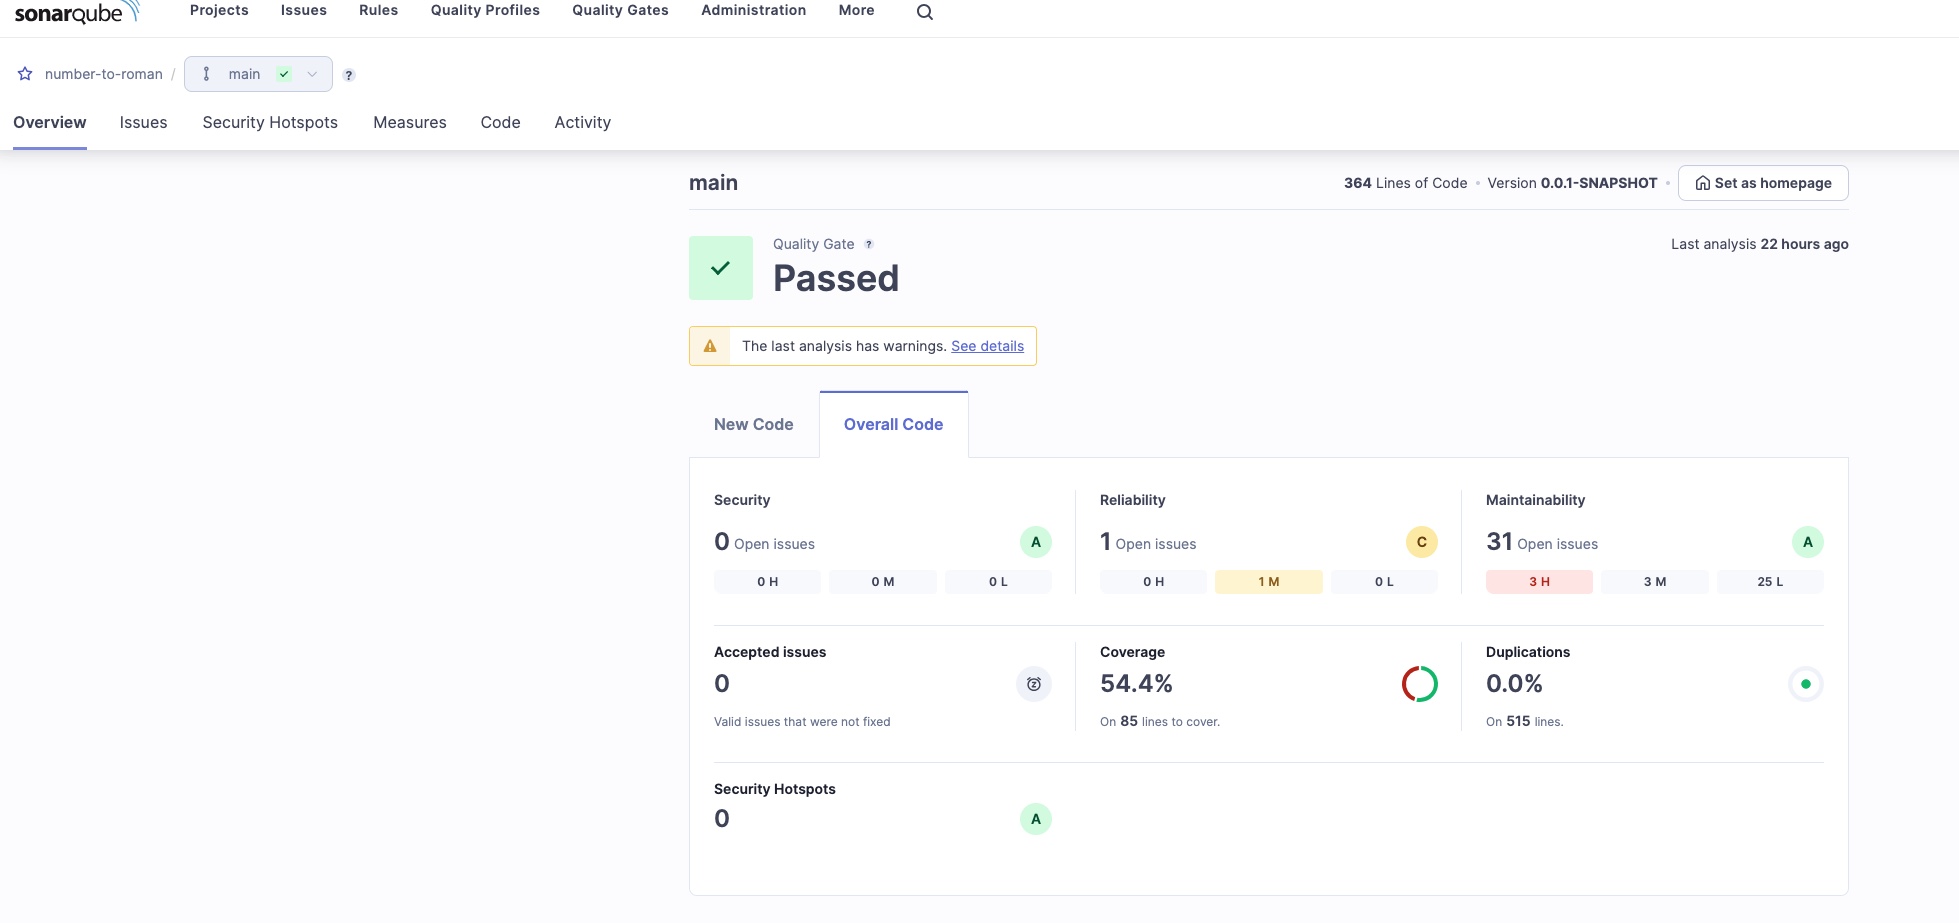 sonarqube Projects Issues Rules Quality Profiles Quality Gates Administration More
number-to-roman / main ?
Overview Issues Security Hotspots Measures Code Activity
main 364 Lines of Code • Version 0.0.1-SNAPSHOT • Set as homepage
Quality Gate ? Last analysis 22 hours ago
Passed
The last analysis has warnings. See details
New Code Overall Code
Security Reliability Maintainability
0 Open issues A 1 Open issues C 31 Open issues A
0 H 0 M 0 L 0 H 1 M 0 L 3 H 3 M 25 L
Accepted issues Coverage Duplications
0 54.4% 0.0%
Valid issues that were not fixed On 85 lines to cover. On 515 lines.
Security Hotspots
0 A